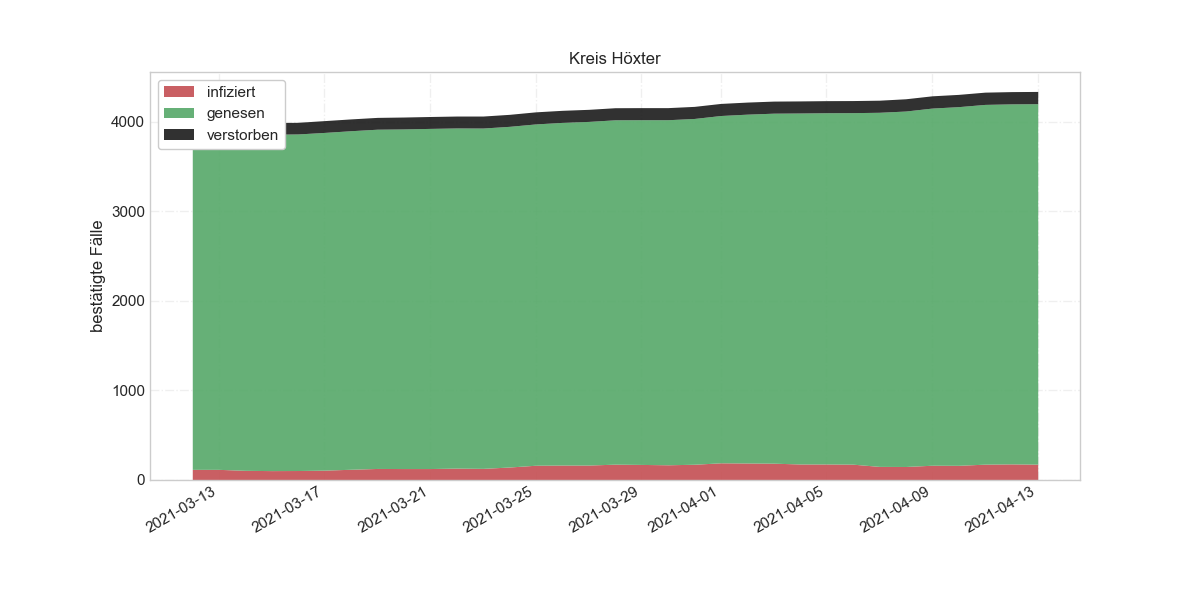 Kreis Höxter
infiziert
genesen
verstorben
bestätigte Fälle
4000
3000
2000
1000
0
2021-03-13
2021-03-17
2021-03-21
2021-03-25
2021-03-29
2021-04-01
2021-04-05
2021-04-09
2021-04-13